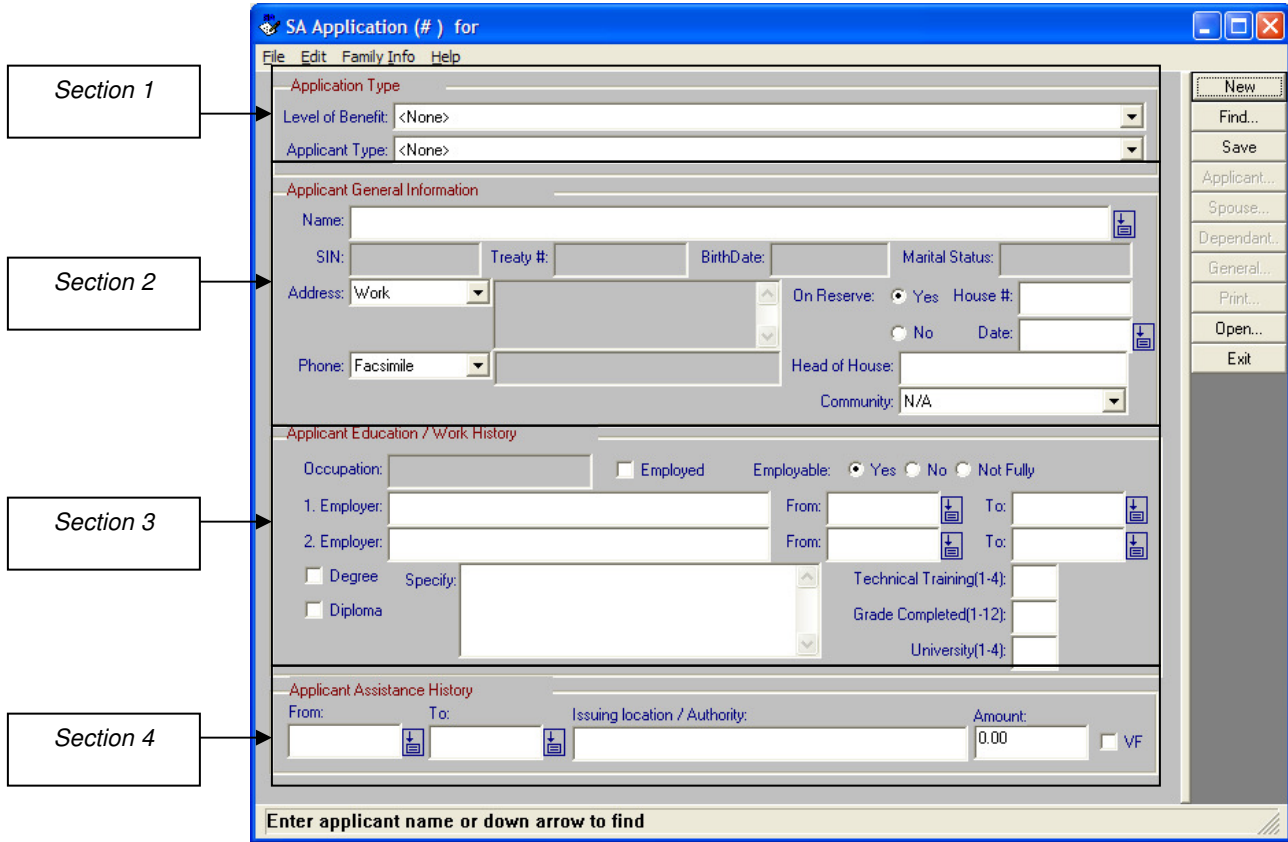 SA Application (# ) for
File Edit Family Info Help
Section 1
Application Type
Level of Benefit: <None>
Applicant Type: <None>
New
Find...
Save
Applicant...
Spouse...
Dependant..
General...
Print...
Open...
Exit
Section 2
Applicant General Information
Name:
SIN: Treaty #: BirthDate: Marital Status:
Address: Work On Reserve: Yes House #:
No Date:
Phone: Facsimile Head of House:
Community: N/A
Section 3
Applicant Education / Work History
Occupation: Employed Employable: Yes No Not Fully
1. Employer: From: To:
2. Employer: From: To:
Degree Specify: Technical Training(1-4):
Diploma Grade Completed(1-12):
University(1-4):
Section 4
Applicant Assistance History
From: To: Issuing location / Authority: Amount:
0.00 VF
Enter applicant name or down arrow to find